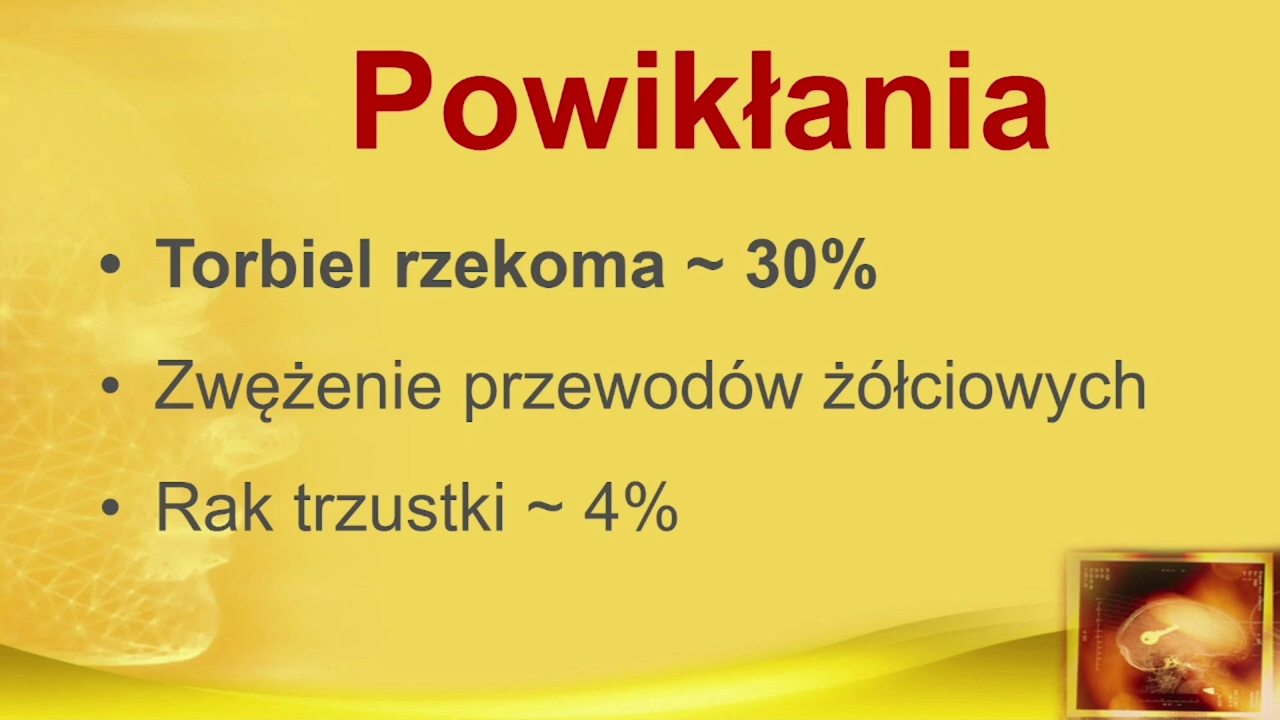 Powikłania
• Torbiel rzekoma ~ 30%
• Zwężenie przewodów żółciowych
• Rak trzustki ~ 4%